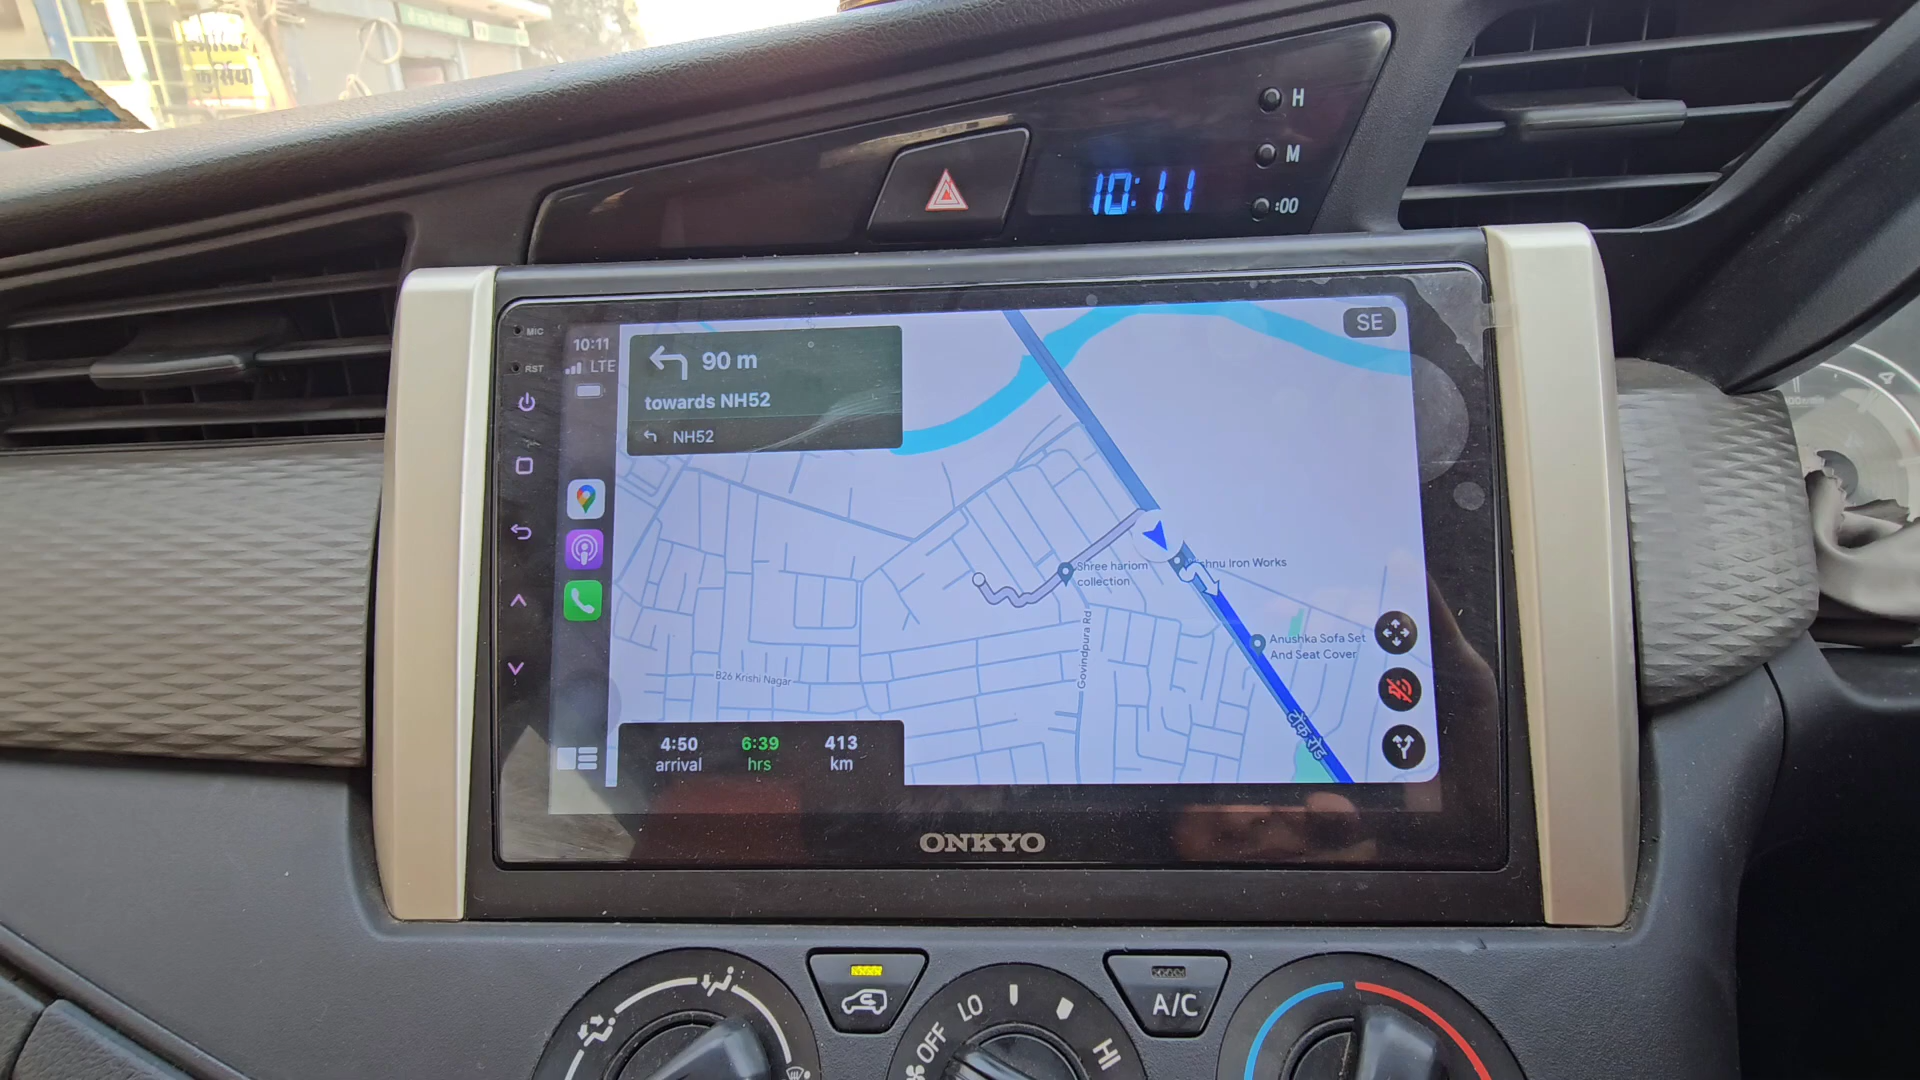 कुर्सियां
H
M
:00
10:11
MIC
RST
10:11
LTE
90 m
towards NH52
NH52
SE
Shree hariom
collection
shnu Iron Works
Anushka Sofa Set
And Seat Cover
Govindpura Rd
B26 Krishi Nagar
टोंक रोड
4:50
arrival
6:39
hrs
413
km
ONKYO
LO
OFF
HI
A/C
4